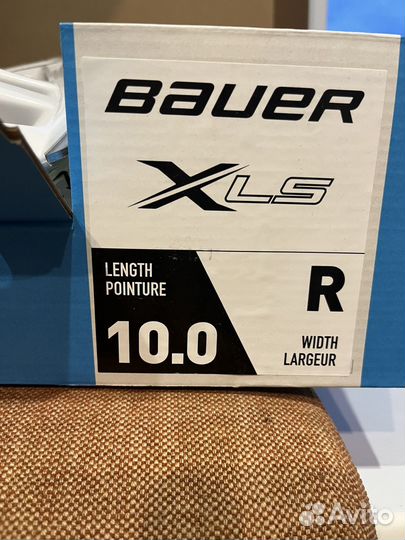 BAUER
XLS
LENGTH
POINTURE
10.0
R
WIDTH
LARGEUR
Avito